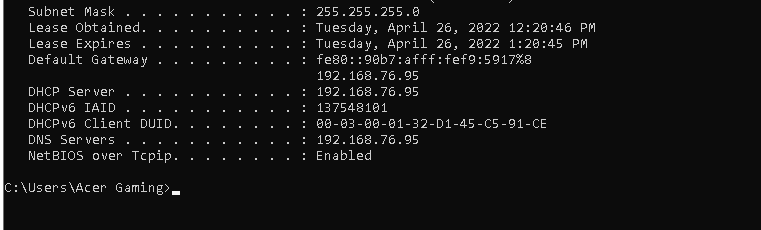 Subnet Mask . . . . . . . . . . . : 255.255.255.0
Lease Obtained. . . . . . . . . . : Tuesday, April 26, 2022 12:20:46 PM
Lease Expires . . . . . . . . . . : Tuesday, April 26, 2022 1:20:45 PM
Default Gateway . . . . . . . . . : fe80::90b7:afff:fef9:5917%8
192.168.76.95
DHCP Server . . . . . . . . . . . : 192.168.76.95
DHCPv6 IAID . . . . . . . . . . . : 137548101
DHCPv6 Client DUID. . . . . . . . : 00-03-00-01-32-D1-45-C5-91-CE
DNS Servers . . . . . . . . . . . : 192.168.76.95
NetBIOS over Tcpip. . . . . . . . : Enabled
C:\Users\Acer Gaming>